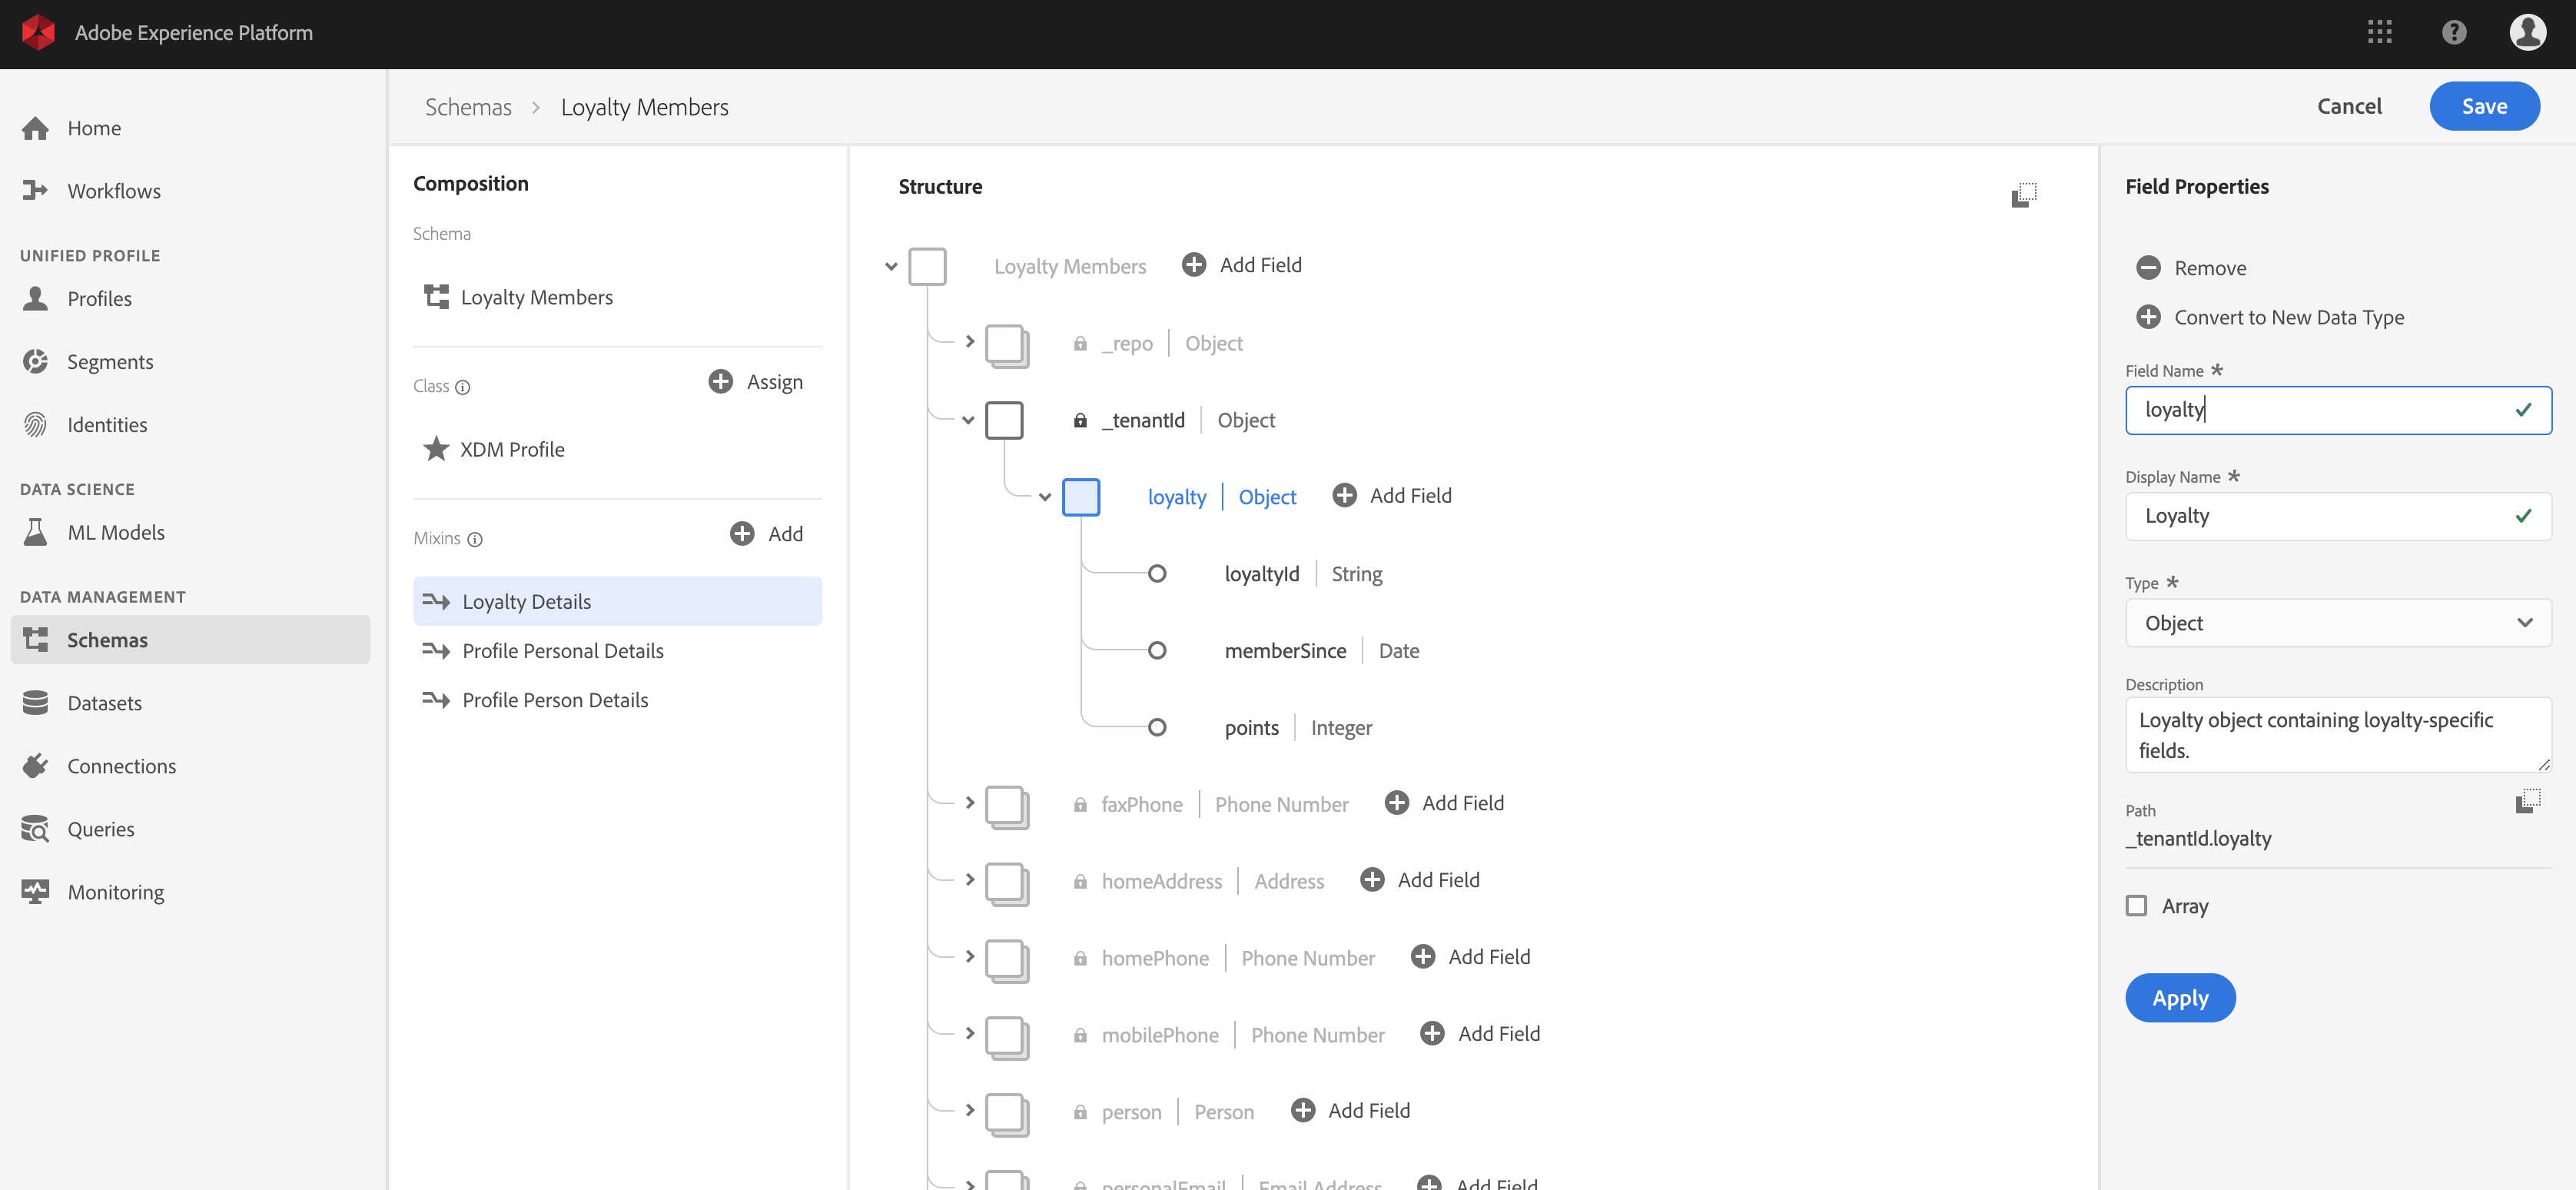 Adobe Experience Platform
Home
Workflows
UNIFIED PROFILE
Profiles
Segments
Identities
DATA SCIENCE
ML Models
DATA MANAGEMENT
Schemas
Datasets
Connections
Queries
Monitoring
Schemas > Loyalty Members
Cancel
Save
Composition
Schema
Loyalty Members
Class
Assign
XDM Profile
Mixins
Add
Loyalty Details
Profile Personal Details
Profile Person Details
Structure
Loyalty Members Add Field
_repo | Object
_tenantId | Object
loyalty | Object Add Field
loyaltyId | String
memberSince | Date
points | Integer
faxPhone | Phone Number Add Field
homeAddress | Address Add Field
homePhone | Phone Number Add Field
mobilePhone | Phone Number Add Field
person | Person Add Field
personalEmail | Email Address Add Field
Field Properties
Remove
Convert to New Data Type
Field Name *
loyalty
Display Name *
Loyalty
Type *
Object
Description
Loyalty object containing loyalty-specific
fields.
Path
_tenantId.loyalty
Array
Apply